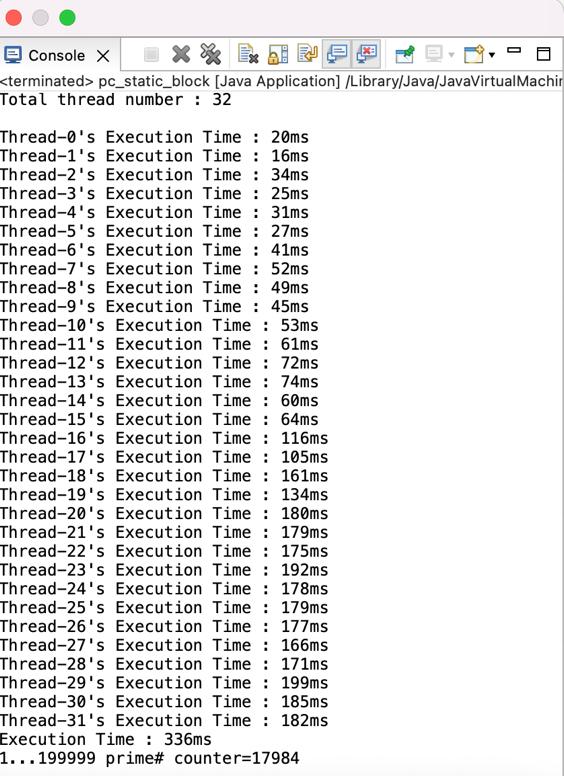 Console
<terminated> pc_static_block [Java Application] /Library/Java/JavaVirtualMachin
Total thread number : 32
Thread-0's Execution Time : 20ms
Thread-1's Execution Time : 16ms
Thread-2's Execution Time : 34ms
Thread-3's Execution Time : 25ms
Thread-4's Execution Time : 31ms
Thread-5's Execution Time : 27ms
Thread-6's Execution Time : 41ms
Thread-7's Execution Time : 52ms
Thread-8's Execution Time : 49ms
Thread-9's Execution Time : 45ms
Thread-10's Execution Time : 53ms
Thread-11's Execution Time : 61ms
Thread-12's Execution Time : 72ms
Thread-13's Execution Time : 74ms
Thread-14's Execution Time : 60ms
Thread-15's Execution Time : 64ms
Thread-16's Execution Time : 116ms
Thread-17's Execution Time : 105ms
Thread-18's Execution Time : 161ms
Thread-19's Execution Time : 134ms
Thread-20's Execution Time : 180ms
Thread-21's Execution Time : 179ms
Thread-22's Execution Time : 175ms
Thread-23's Execution Time : 192ms
Thread-24's Execution Time : 178ms
Thread-25's Execution Time : 179ms
Thread-26's Execution Time : 177ms
Thread-27's Execution Time : 166ms
Thread-28's Execution Time : 171ms
Thread-29's Execution Time : 199ms
Thread-30's Execution Time : 185ms
Thread-31's Execution Time : 182ms
Execution Time : 336ms
1...199999 prime# counter=17984